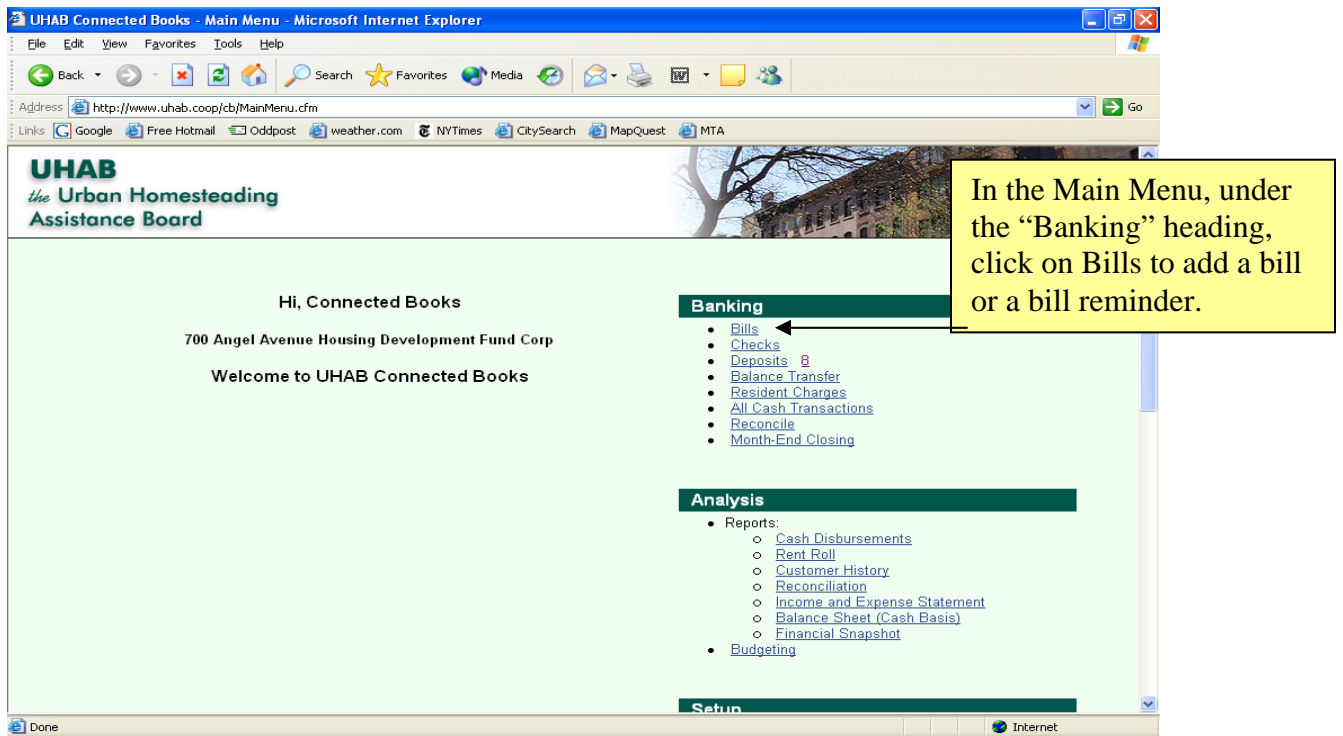 UHAB Connected Books - Main Menu - Microsoft Internet Explorer
File Edit View Favorites Tools Help
Back Search Favorites Media
Address http://www.uhab.coop/cb/MainMenu.cfm Go
Links Google Free Hotmail Oddpost weather.com NYTimes CitySearch MapQuest MTA
UHAB
the Urban Homesteading
Assistance Board
In the Main Menu, under
the “Banking” heading,
click on Bills to add a bill
or a bill reminder.
Hi, Connected Books
700 Angel Avenue Housing Development Fund Corp
Welcome to UHAB Connected Books
Banking
Bills
Checks
Deposits 8
Balance Transfer
Resident Charges
All Cash Transactions
Reconcile
Month-End Closing
Analysis
Reports:
Cash Disbursements
Rent Roll
Customer History
Reconciliation
Income and Expense Statement
Balance Sheet (Cash Basis)
Financial Snapshot
Budgeting
Setup
Done Internet